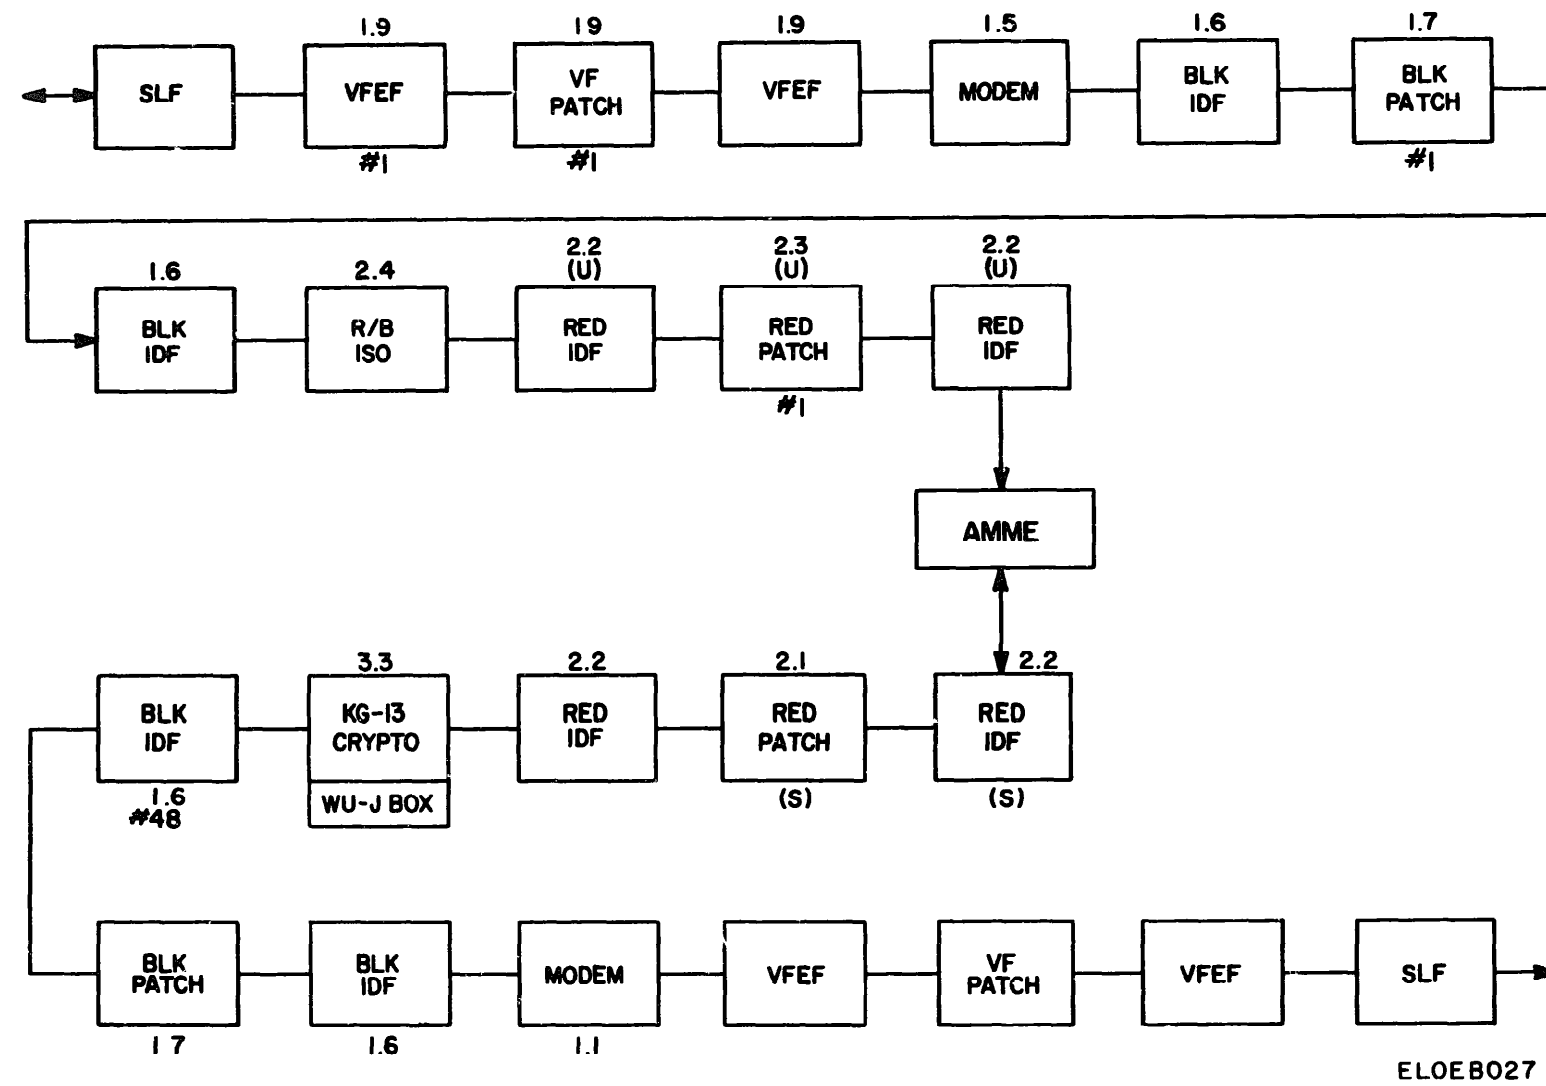 1.9
19
1.9
1.5
1.6
1.7
SLF
VFEF
VF
PATCH
VFEF
MODEM
BLK
IDF
BLK
PATCH
#1
#1
#1
1.6
2.4
2.2
(U)
2.3
(U)
2.2
(U)
BLK
IDF
R/B
ISO
RED
IDF
RED
PATCH
RED
IDF
#1
AMME
3.3
2.2
2.1
2.2
BLK
IDF
KG-13
CRYPTO
RED
IDF
RED
PATCH
RED
IDF
1.6
#48
WU-J BOX
(S)
(S)
BLK
PATCH
BLK
IDF
MODEM
VFEF
VF
PATCH
VFEF
SLF
17
1.6
1.1
ELOEB027